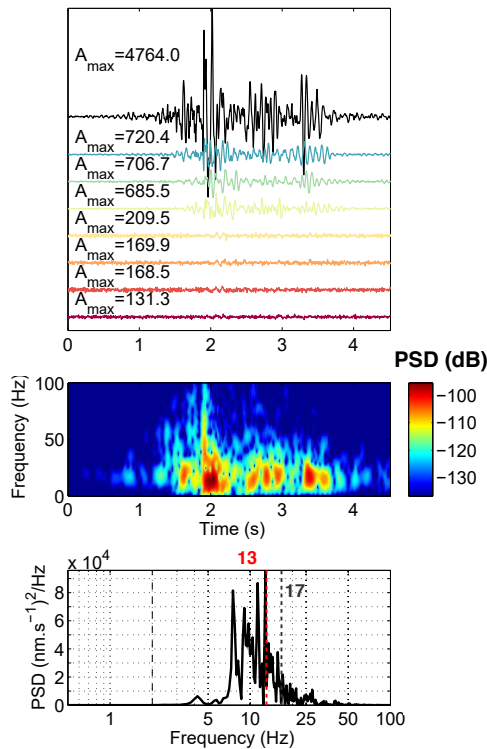 A_max=4764.0
A_max=720.4
A_max=706.7
A_max=685.5
A_max=209.5
A_max=169.9
A_max=168.5
A_max=131.3
0 1 2 3 4
PSD (dB)
Frequency (Hz)
100
50
0
0 1 2 3 4
Time (s)
−100
−110
−120
−130
x 10^4
13
17
PSD (nm.s^−1)^2/Hz
8
6
4
2
0
1 5 10 25 50 100
Frequency (Hz)